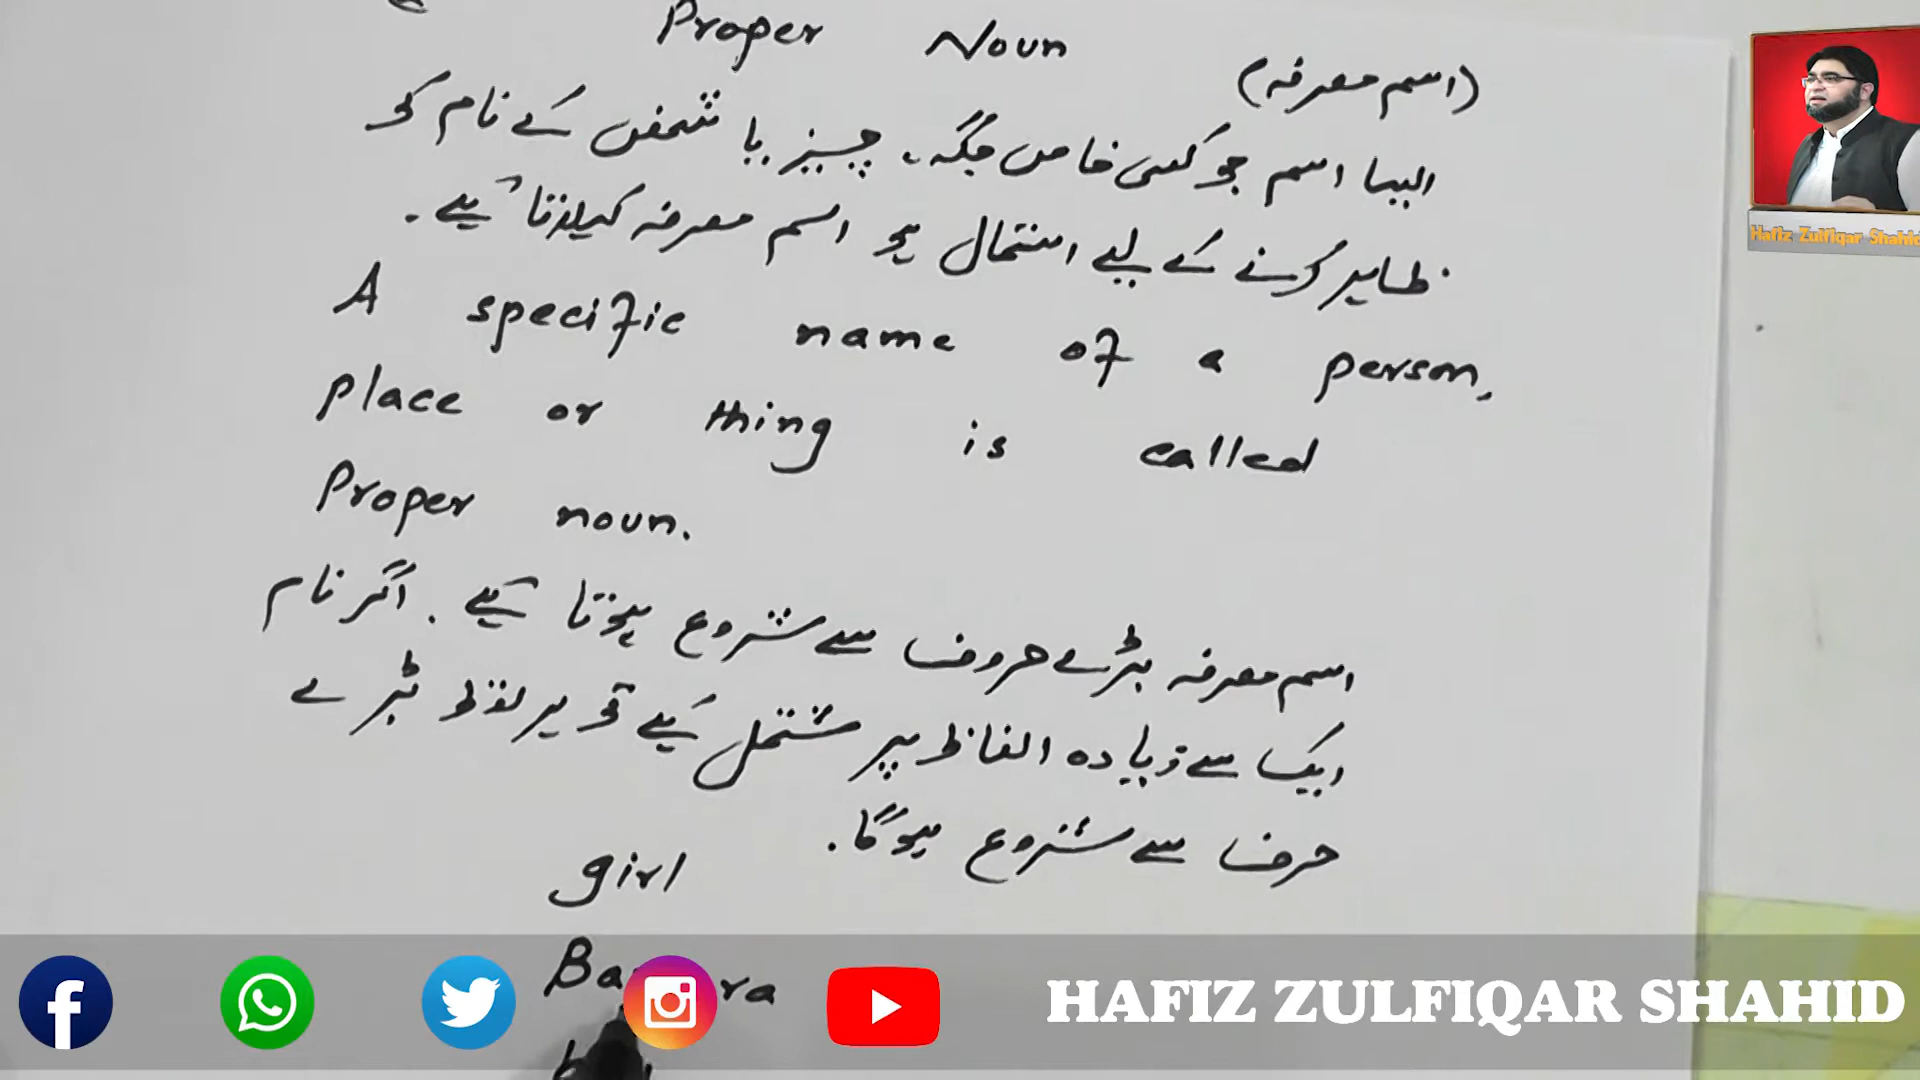 Proper Noun
(اسم معرفہ)
ایسا اسم جو کسی خاص جگہ، چیز یا شخص کے نام کو
ظاہر کرنے کے لیے استمال ہو اسم معرفہ کہلاتا ہے۔
A specific name of a person,
place or thing is called
Proper noun.
اسم معرفہ بڑے حروف سے شروع ہوتا ہے۔ اگر نام
ایک سے زیادہ الفاظ پر مشتمل ہے تو ہر لفظ بڑے
حرف سے شروع ہوگا۔
girl
Hafiz Zulfiqar Shahid
HAFIZ ZULFIQAR SHAHID